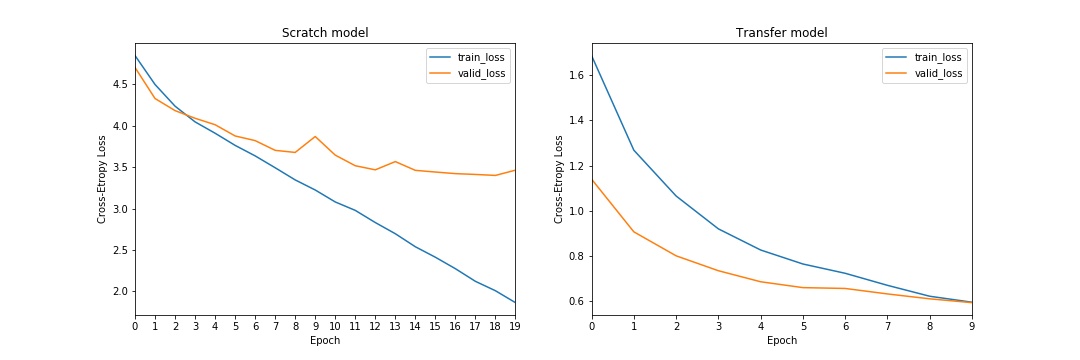 Scratch model
train_loss
valid_loss
4.5
4.0
3.5
3.0
2.5
2.0
Cross-Etropy Loss
0 1 2 3 4 5 6 7 8 9 10 11 12 13 14 15 16 17 18 19
Epoch
Transfer model
train_loss
valid_loss
1.6
1.4
1.2
1.0
0.8
0.6
Cross-Etropy Loss
0 1 2 3 4 5 6 7 8 9
Epoch